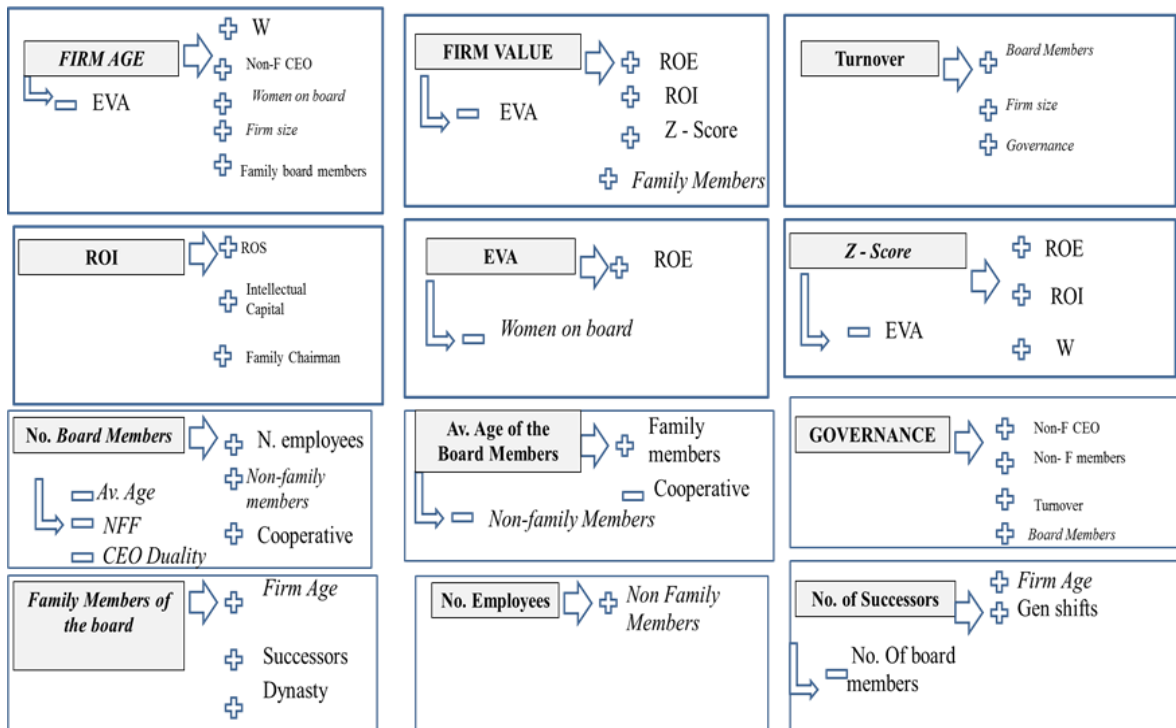 FIRM AGE
W
Non-F CEO
Women on board
Firm size
Family board members
EVA
FIRM VALUE
ROE
ROI
Z - Score
Family Members
EVA
Turnover
Board Members
Firm size
Governance
ROI
ROS
Intellectual
Capital
Family Chairman
EVA
ROE
Women on board
Z - Score
ROE
ROI
W
EVA
No. Board Members
N. employees
Non-family
members
Cooperative
Av. Age
NFF
CEO Duality
Av. Age of the
Board Members
Family
members
Cooperative
Non-family Members
GOVERNANCE
Non-F CEO
Non- F members
Turnover
Board Members
Family Members of
the board
Firm Age
Successors
Dynasty
No. Employees
Non Family
Members
No. of Successors
Firm Age
Gen shifts
No. Of board
members